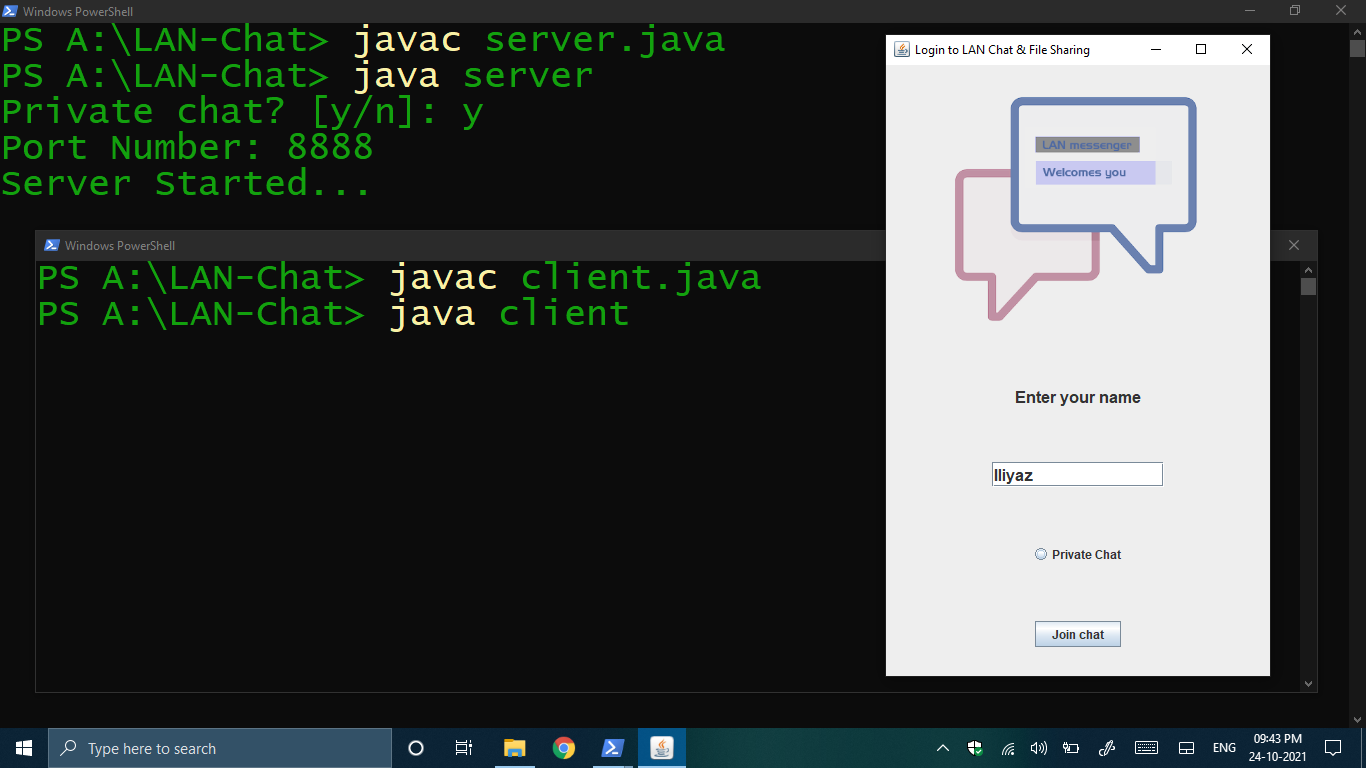 Windows PowerShell
PS A:\LAN-Chat> javac server.java
PS A:\LAN-Chat> java server
Private chat? [y/n]: y
Port Number: 8888
Server Started...
Windows PowerShell
PS A:\LAN-Chat> javac client.java
PS A:\LAN-Chat> java client
Login to LAN Chat & File Sharing
LAN messenger
Welcomes you
Enter your name
Iliyaz
Private Chat
Join chat
Type here to search
ENG
09:43 PM
24-10-2021